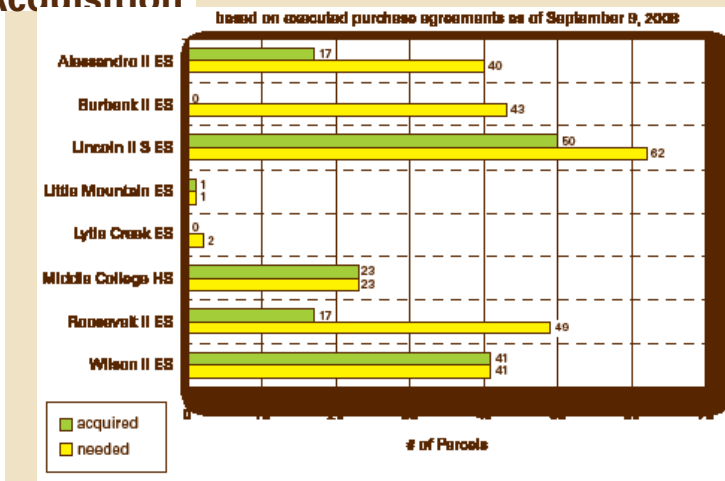 Acquisition
based on executed purchase agreements as of September 9, 2008
Alessandro II ES
17
40
Burbank II ES
0
43
Lincoln II S ES
50
62
Little Mountain ES
1
1
Lytle Creek ES
0
2
Middle College HS
23
23
Roosevelt II ES
17
49
Wilson II ES
41
41
# of Parcels
acquired
needed